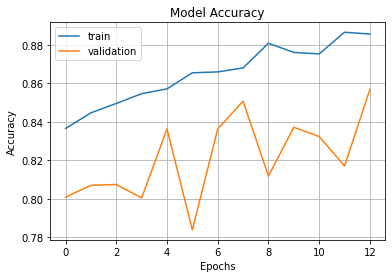 Model Accuracy
train
validation
Accuracy
0.88
0.86
0.84
0.82
0.80
0.78
0 2 4 6 8 10 12
Epochs